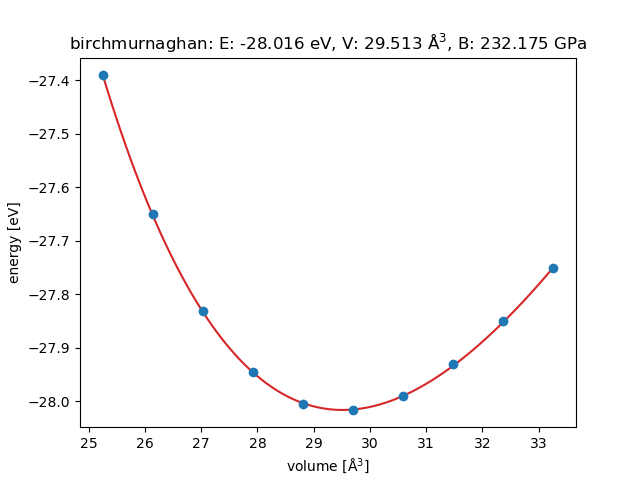 birchmurnaghan: E: -28.016 eV, V: 29.513 Å³, B: 232.175 GPa
−27.4
−27.5
−27.6
−27.7
−27.8
−27.9
−28.0
energy [eV]
25 26 27 28 29 30 31 32 33
volume [Å³]